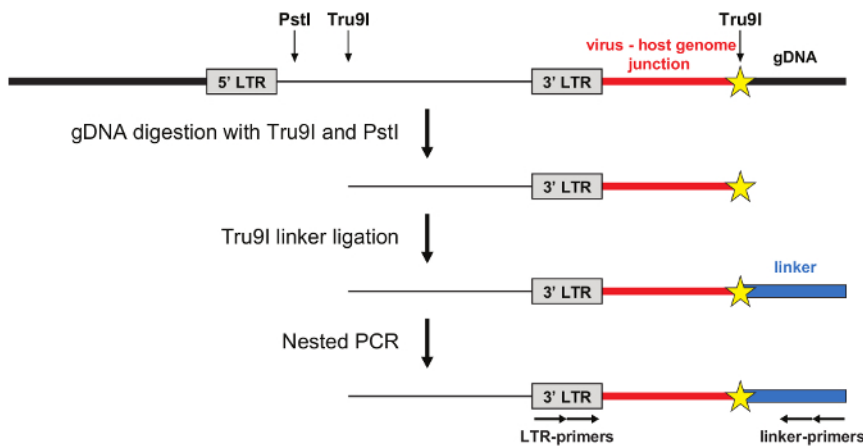 PstI Tru9I Tru9I
virus - host genome
junction
gDNA
5' LTR 3' LTR
gDNA digestion with Tru9I and PstI
3' LTR
Tru9I linker ligation
linker
3' LTR
Nested PCR
3' LTR
LTR-primers linker-primers